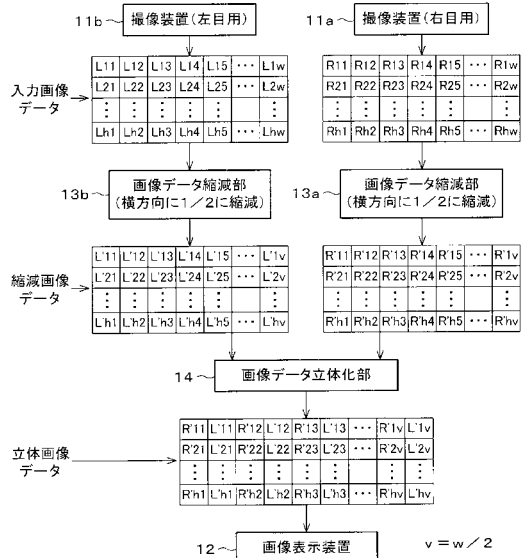 11b 撮像装置(左目用)
11a 撮像装置(右目用)
入力画像データ
L11 L12 L13 L14 L15 ··· L1w
L21 L22 L23 L24 L25 ··· L2w
⋮ ⋮ ⋮ ⋮ ⋮ ⋮
Lh1 Lh2 Lh3 Lh4 Lh5 ··· Lhw
R11 R12 R13 R14 R15 ··· R1w
R21 R22 R23 R24 R25 ··· R2w
⋮ ⋮ ⋮ ⋮ ⋮ ⋮
Rh1 Rh2 Rh3 Rh4 Rh5 ··· Rhw
13b 画像データ縮減部
(横方向に1/2に縮減)
13a 画像データ縮減部
(横方向に1/2に縮減)
縮減画像データ
L'11 L'12 L'13 L'14 L'15 ··· L'1v
L'21 L'22 L'23 L'24 L'25 ··· L'2v
⋮ ⋮ ⋮ ⋮ ⋮ ⋮
L'h1 L'h2 L'h3 L'h4 L'h5 ··· L'hv
R'11 R'12 R'13 R'14 R'15 ··· R'1v
R'21 R'22 R'23 R'24 R'25 ··· R'2v
⋮ ⋮ ⋮ ⋮ ⋮ ⋮
R'h1 R'h2 R'h3 R'h4 R'h5 ··· R'hv
14 画像データ立体化部
立体画像データ
R'11 L'11 R'12 L'12 R'13 L'13 ··· R'1v L'1v
R'21 L'21 R'22 L'22 R'23 L'23 ··· R'2v L'2v
⋮ ⋮ ⋮ ⋮ ⋮ ⋮ ⋮ ⋮
R'h1 L'h1 R'h2 L'h2 R'h3 L'h3 ··· R'hv L'hv
12 画像表示装置
v=w/2